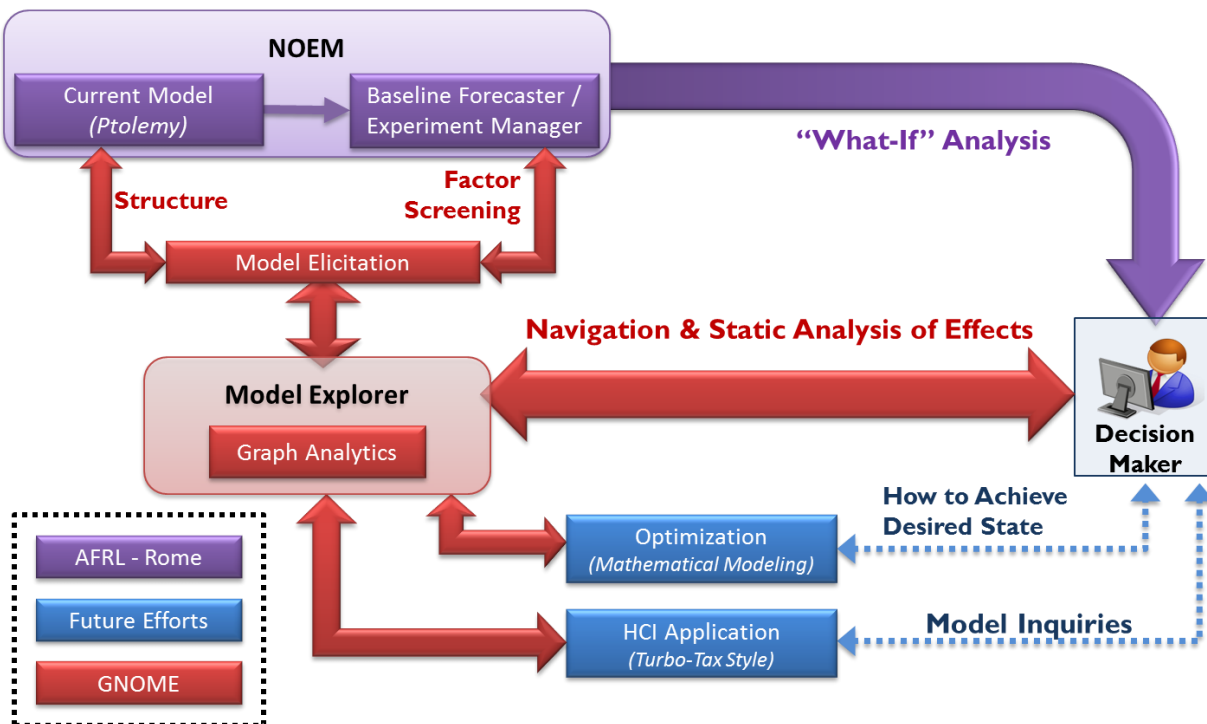 NOEM
Current Model
(Ptolemy)
Baseline Forecaster /
Experiment Manager
“What-If” Analysis
Structure
Factor
Screening
Model Elicitation
Navigation & Static Analysis of Effects
Model Explorer
Graph Analytics
Decision
Maker
How to Achieve
Desired State
Optimization
(Mathematical Modeling)
Model Inquiries
HCI Application
(Turbo-Tax Style)
AFRL - Rome
Future Efforts
GNOME